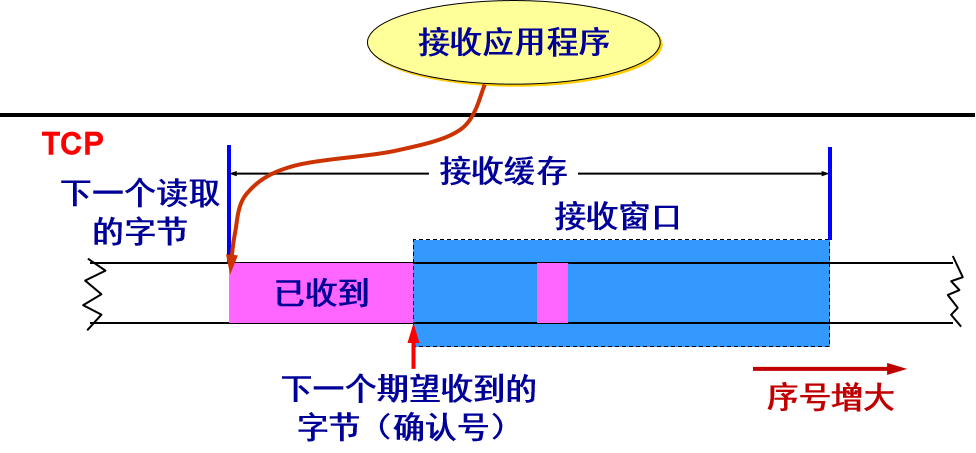 接收应用程序
TCP
接收缓存
下一个读取
的字节
接收窗口
已收到
下一个期望收到的
字节（确认号）
序号增大